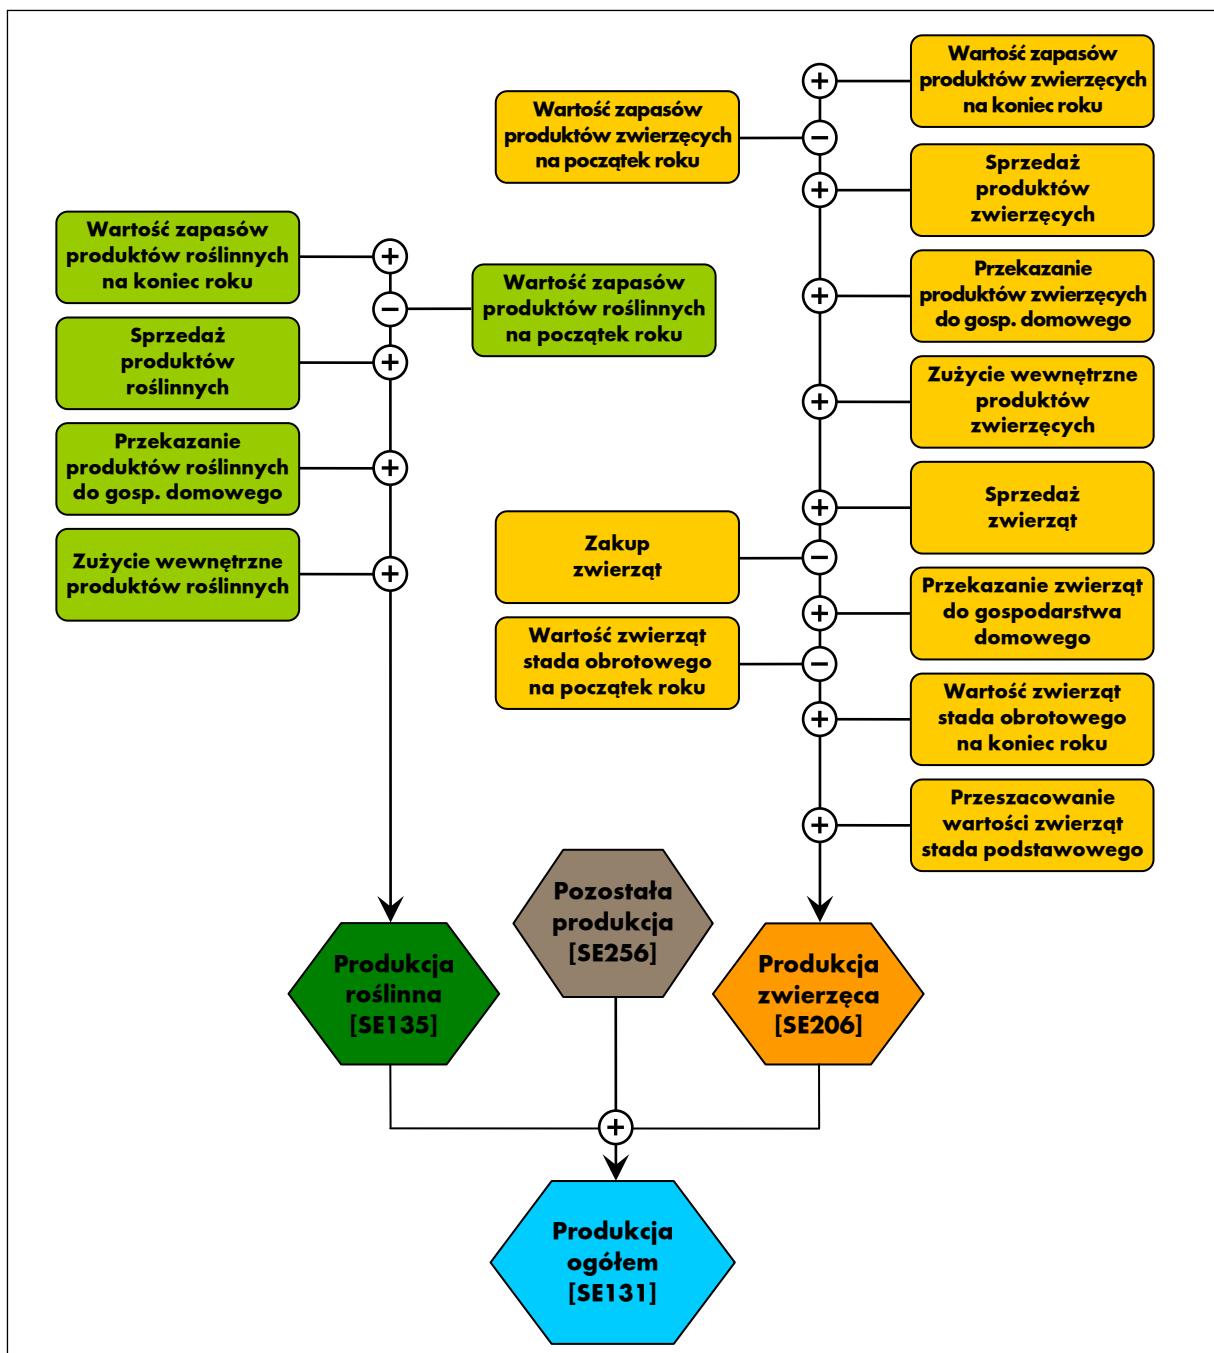 Wartość zapasów
produktów zwierzęcych
na koniec roku
Wartość zapasów
produktów zwierzęcych
na początek roku
Sprzedaż
produktów
zwierzęcych
Wartość zapasów
produktów roślinnych
na koniec roku
Wartość zapasów
produktów roślinnych
na początek roku
Przekazanie
produktów zwierzęcych
do gosp. domowego
Sprzedaż
produktów
roślinnych
Zużycie wewnętrzne
produktów
zwierzęcych
Przekazanie
produktów roślinnych
do gosp. domowego
Sprzedaż
zwierząt
Zakup
zwierząt
Zużycie wewnętrzne
produktów roślinnych
Przekazanie zwierząt
do gospodarstwa
domowego
Wartość zwierząt
stada obrotowego
na początek roku
Wartość zwierząt
stada obrotowego
na koniec roku
Przeszacowanie
wartości zwierząt
stada podstawowego
Pozostała
produkcja
[SE256]
Produkcja
roślinna
[SE135]
Produkcja
zwierzęca
[SE206]
Produkcja
ogółem
[SE131]